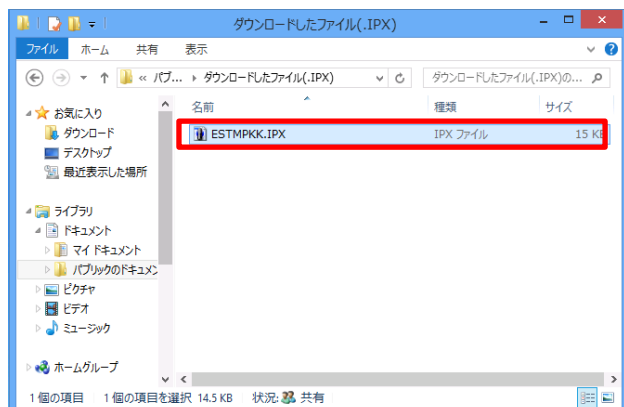 ダウンロードしたファイル(.IPX)
ファイル ホーム 共有 表示
« パブ... ▸ ダウンロードしたファイル(.IPX) ダウンロードしたファイル(.IPX)の...
名前 種類 サイズ
お気に入り
ダウンロード
デスクトップ
最近表示した場所
ESTMPKK.IPX IPX ファイル 15 KB
ライブラリ
ドキュメント
マイ ドキュメント
パブリックのドキュメン
ピクチャ
ビデオ
ミュージック
ホームグループ
1 個の項目 1 個の項目を選択 14.5 KB 状況: 共有